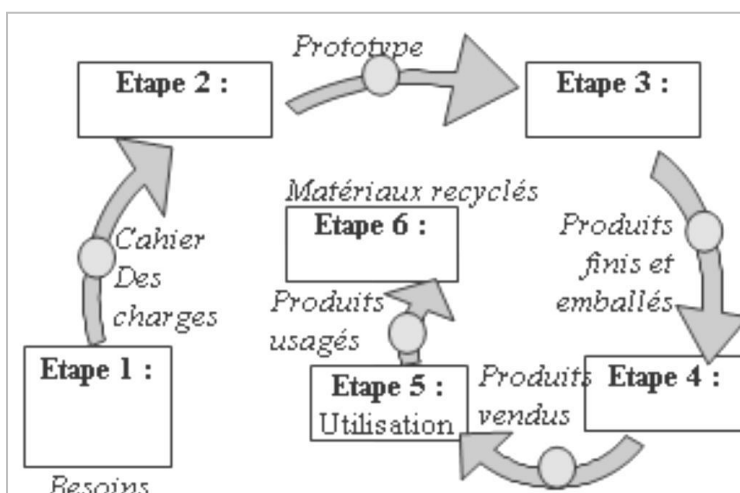 Prototype
Etape 2 :
Etape 3 :
Matériaux recyclés
Etape 6 :
Cahier
Des
charges
Produits
finis et
emballés
Produits
usagés
Etape 1 :
Etape 5 :
Utilisation
Produits
vendus
Etape 4 :
Besoins